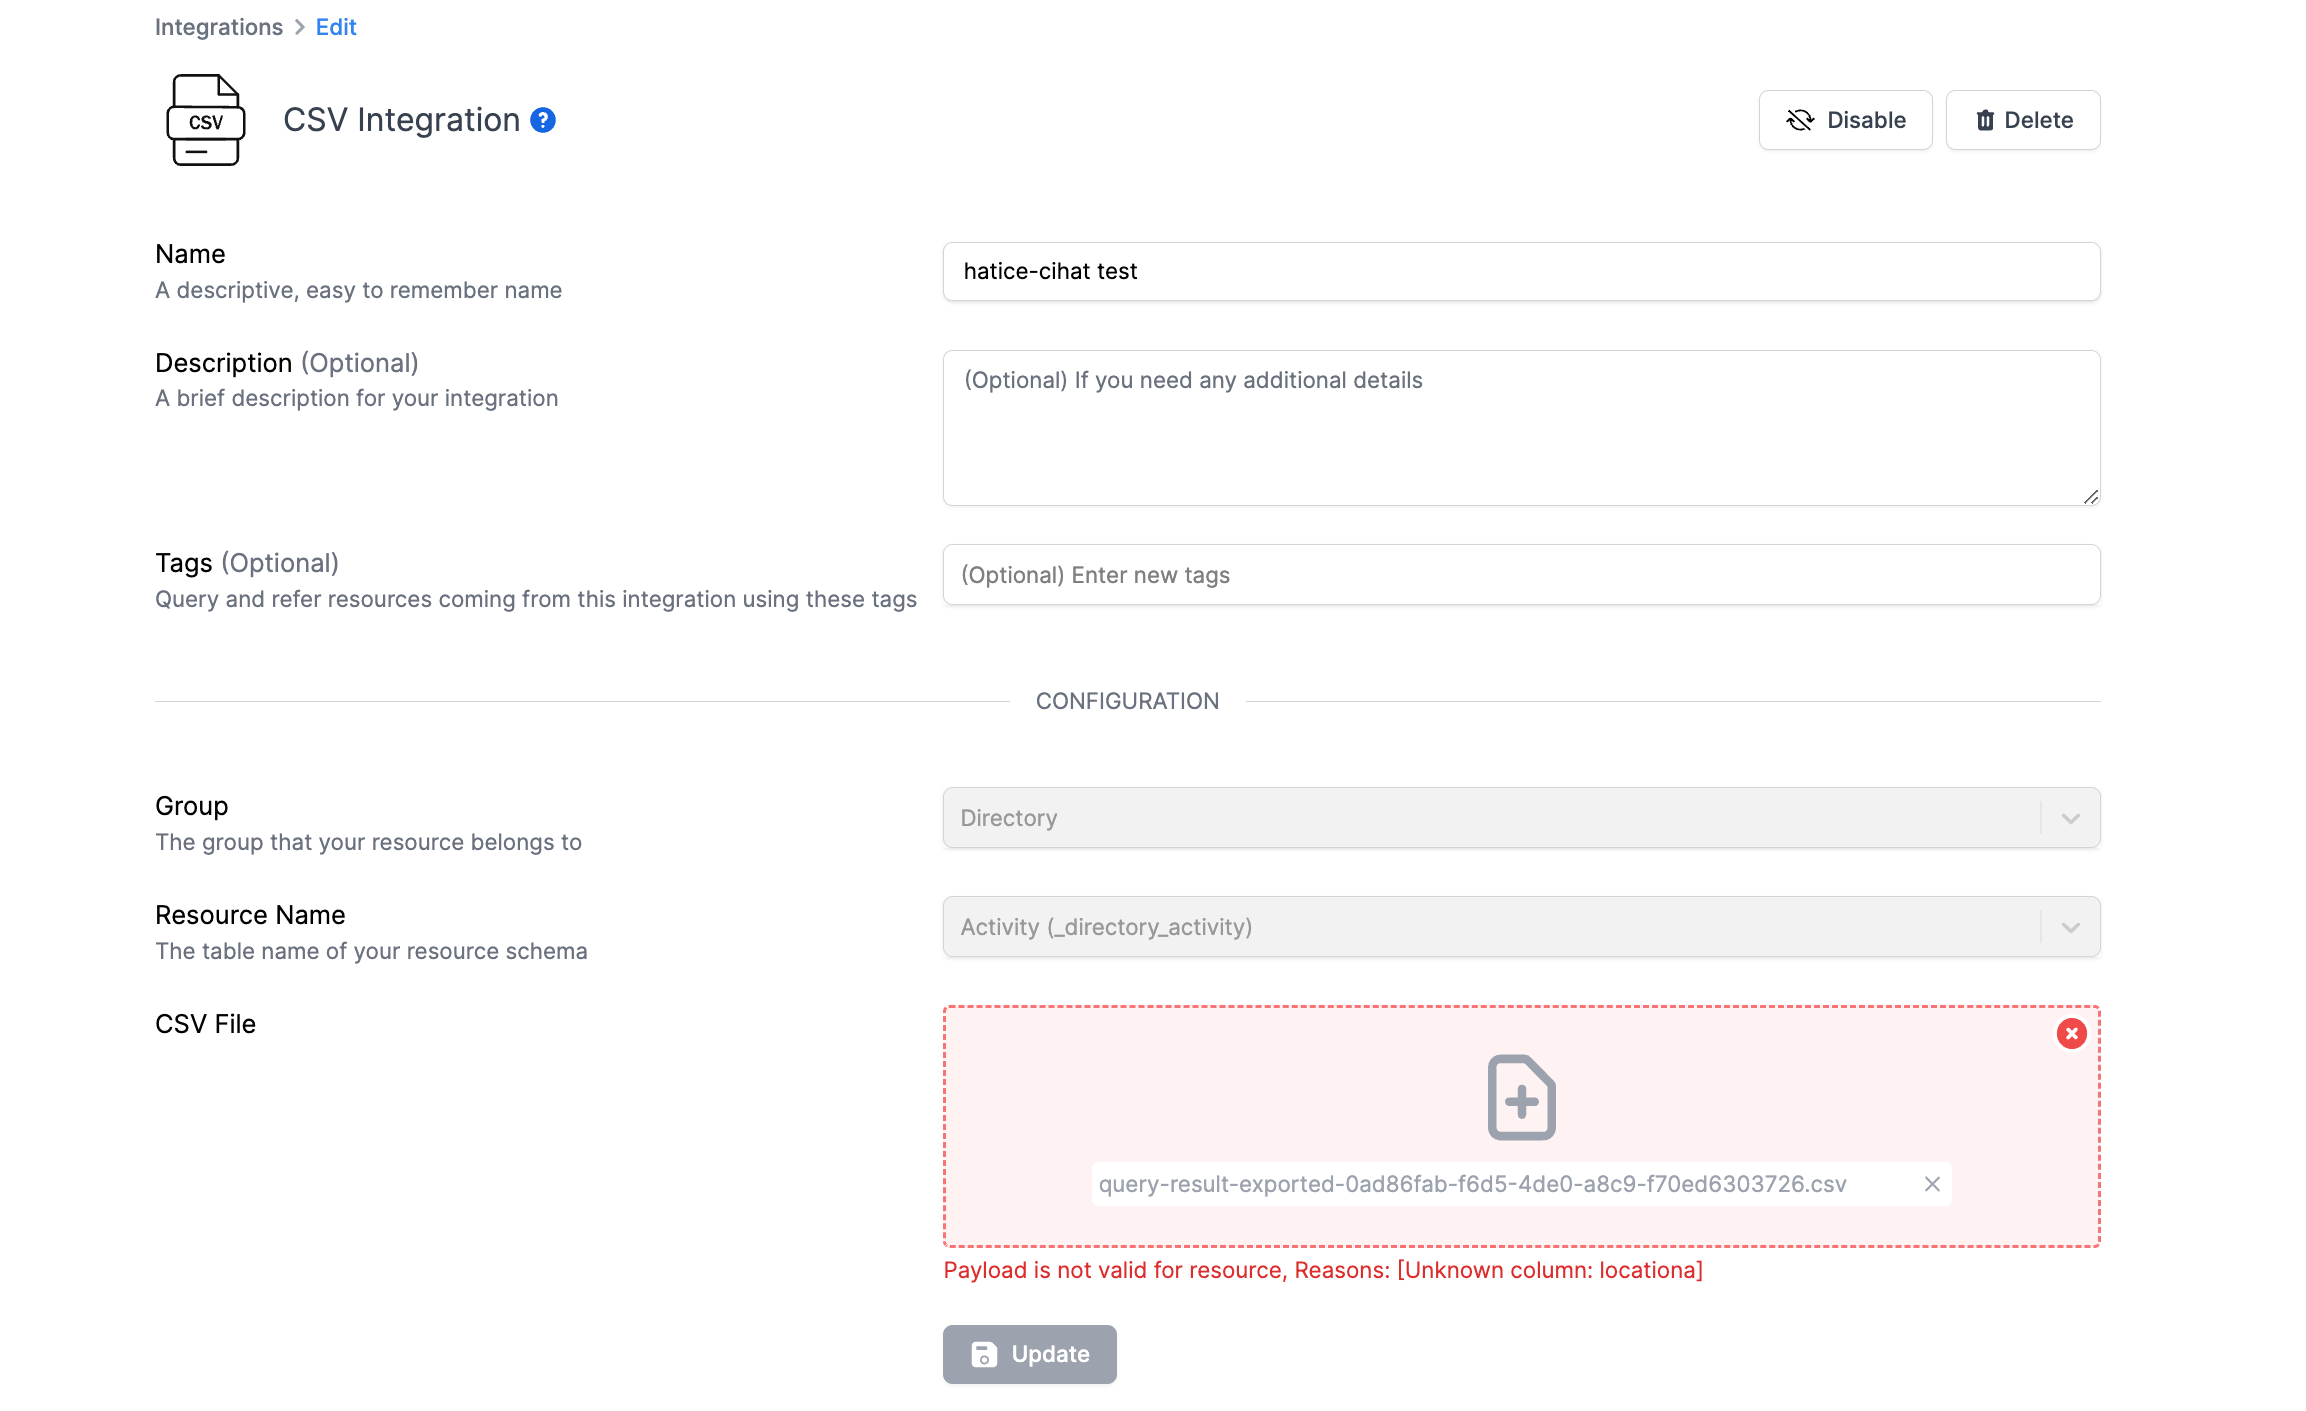 Integrations > Edit
CSV
CSV Integration ?
Disable
Delete
Name
A descriptive, easy to remember name
hatice-cihat test
Description (Optional)
A brief description for your integration
(Optional) If you need any additional details
Tags (Optional)
Query and refer resources coming from this integration using these tags
(Optional) Enter new tags
CONFIGURATION
Group
The group that your resource belongs to
Directory
Resource Name
The table name of your resource schema
Activity (_directory_activity)
CSV File
query-result-exported-0ad86fab-f6d5-4de0-a8c9-f70ed6303726.csv
Payload is not valid for resource, Reasons: [Unknown column: locationa]
Update